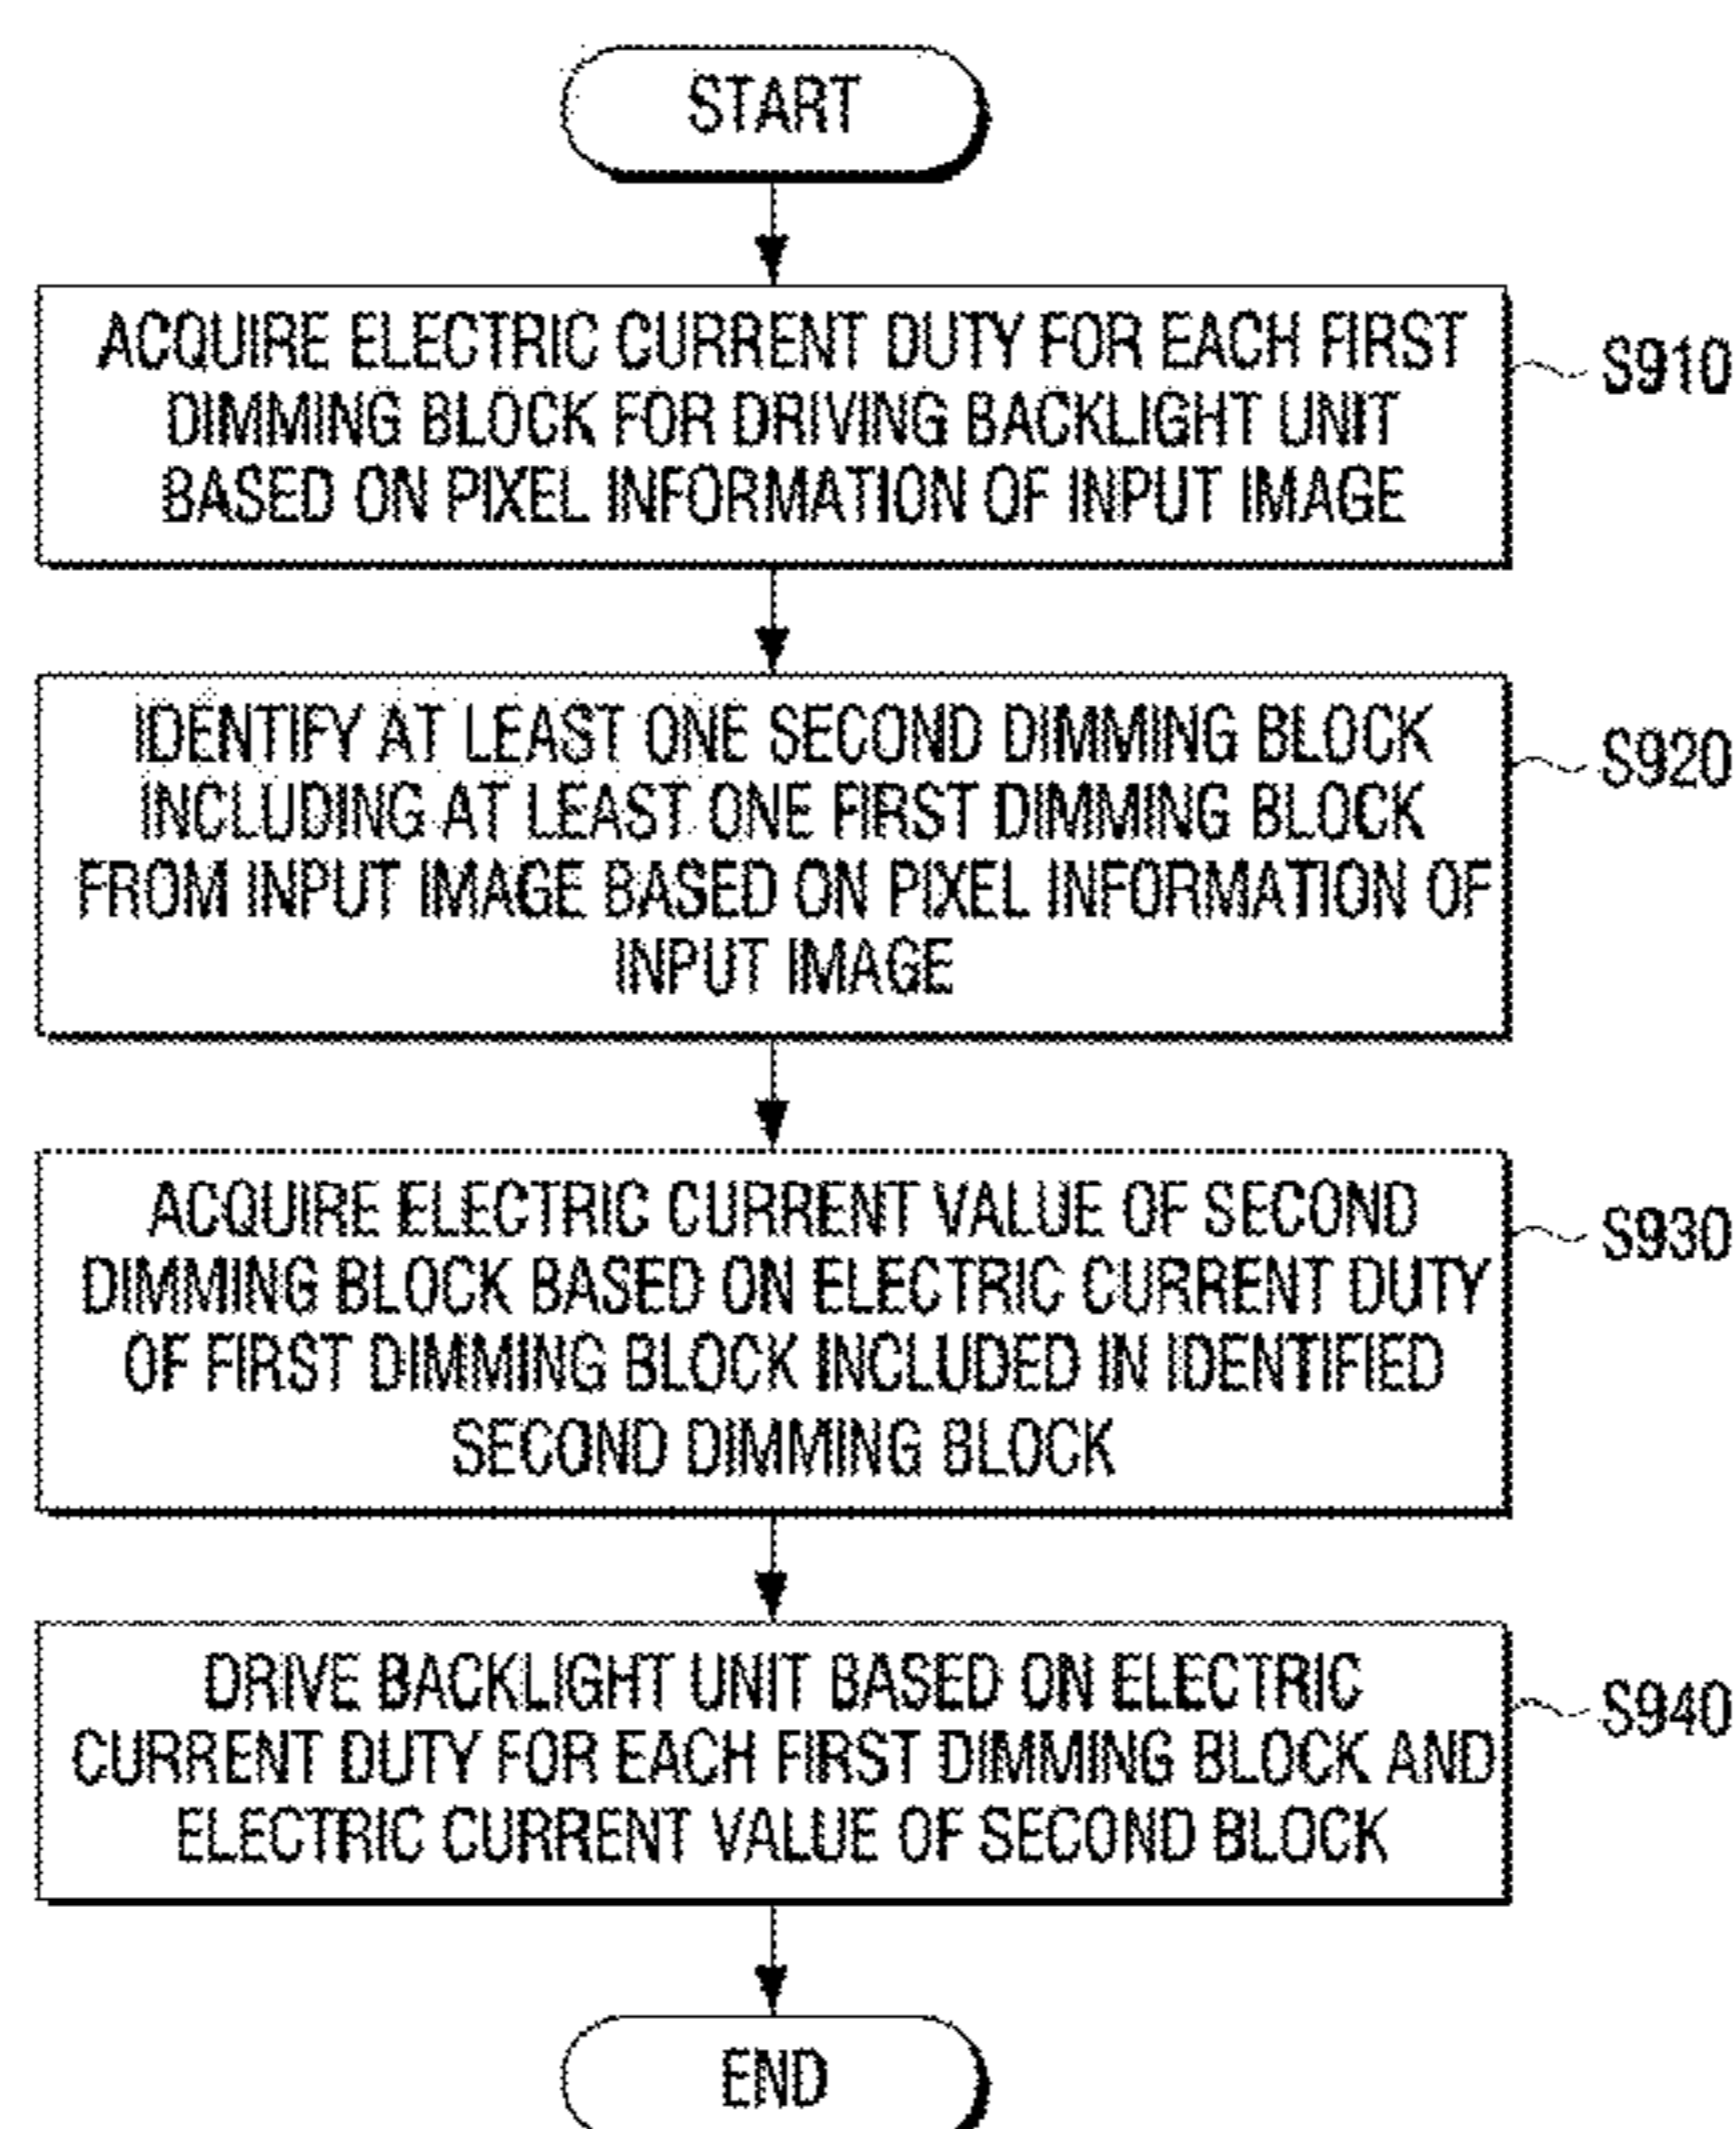 START
ACQUIRE ELECTRIC CURRENT DUTY FOR EACH FIRST
DIMMING BLOCK FOR DRIVING BACKLIGHT UNIT
BASED ON PIXEL INFORMATION OF INPUT IMAGE
S910
IDENTIFY AT LEAST ONE SECOND DIMMING BLOCK
INCLUDING AT LEAST ONE FIRST DIMMING BLOCK
FROM INPUT IMAGE BASED ON PIXEL INFORMATION OF
INPUT IMAGE
S920
ACQUIRE ELECTRIC CURRENT VALUE OF SECOND
DIMMING BLOCK BASED ON ELECTRIC CURRENT DUTY
OF FIRST DIMMING BLOCK INCLUDED IN IDENTIFIED
SECOND DIMMING BLOCK
S930
DRIVE BACKLIGHT UNIT BASED ON ELECTRIC
CURRENT DUTY FOR EACH FIRST DIMMING BLOCK AND
ELECTRIC CURRENT VALUE OF SECOND BLOCK
S940
END